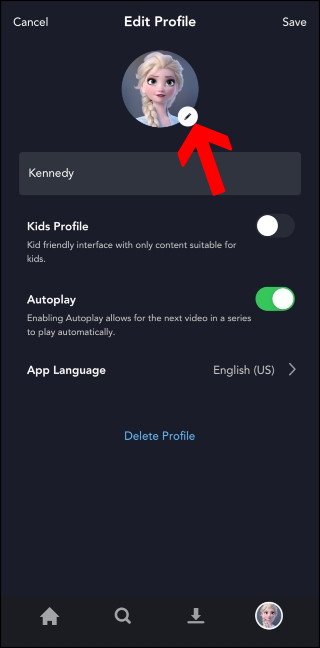 Cancel Edit Profile Save
Kennedy
Kids Profile
Kid friendly interface with only content suitable for
kids.
Autoplay
Enabling Autoplay allows for the next video in a series
to play automatically.
App Language English (US)
Delete Profile